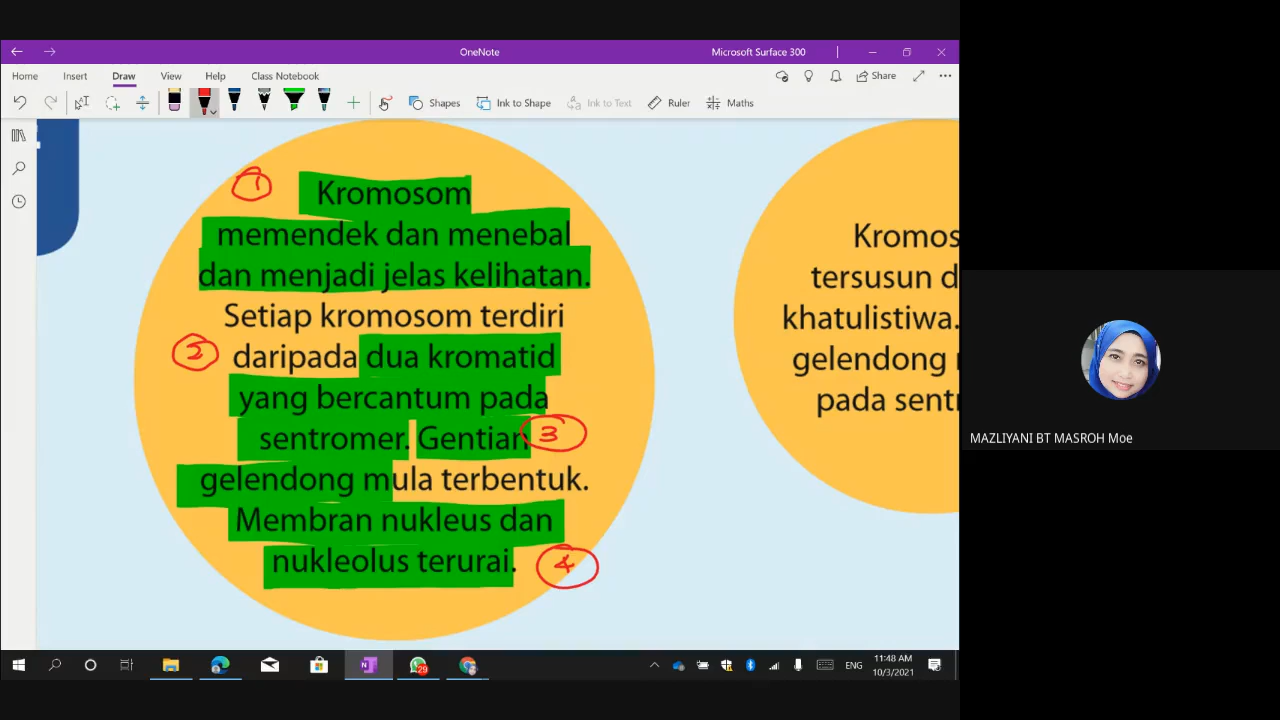 OneNote
Microsoft Surface 300
Home Insert Draw View Help Class Notebook
Share
Shapes Ink to Shape Ink to Text Ruler Maths
1
Kromosom
memendek dan menebal
dan menjadi jelas kelihatan.
Setiap kromosom terdiri
2 daripada dua kromatid
yang bercantum pada
sentromer. Gentian 3
gelendong mula terbentuk.
Membran nukleus dan
nukleolus terurai. 4
Kromos
tersusun d
khatulistiwa.
gelendong
pada sent
MAZLIYANI BT MASROH Moe
29
ENG
11:48 AM
10/3/2021